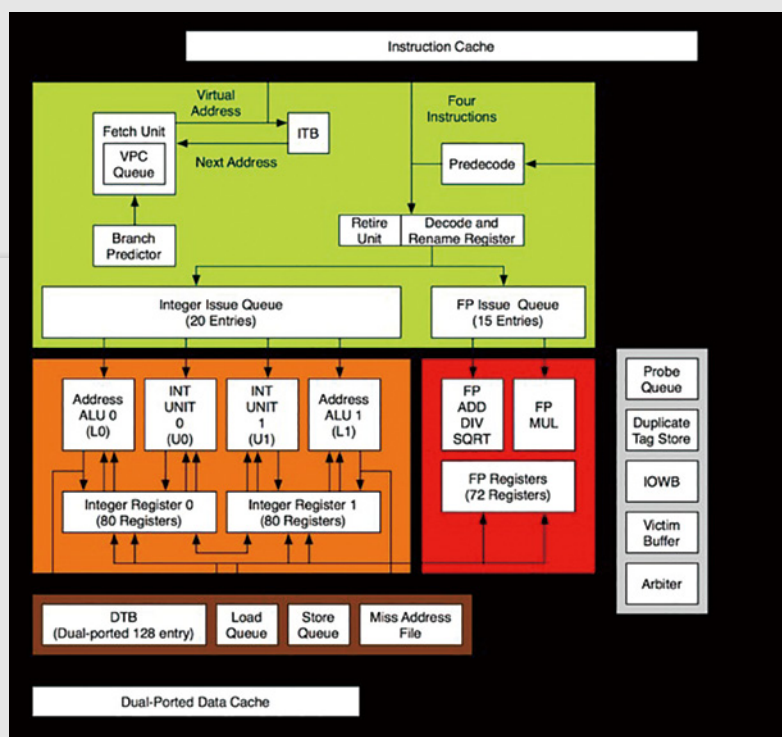 Instruction Cache
Virtual
Address
Four
Instructions
Fetch Unit
VPC
Queue
ITB
Next Address
Predecode
Branch
Predictor
Retire
Unit
Decode and
Rename Register
Integer Issue Queue
(20 Entries)
FP Issue Queue
(15 Entries)
Address
ALU 0
(L0)
INT
UNIT
0
(U0)
INT
UNIT
1
(U1)
Address
ALU 1
(L1)
FP
ADD
DIV
SQRT
FP
MUL
Integer Register 0
(80 Registers)
Integer Register 1
(80 Registers)
FP Registers
(72 Registers)
Probe
Queue
Duplicate
Tag Store
IOWB
Victim
Buffer
Arbiter
DTB
(Dual-ported 128 entry)
Load
Queue
Store
Queue
Miss Address
File
Dual-Ported Data Cache